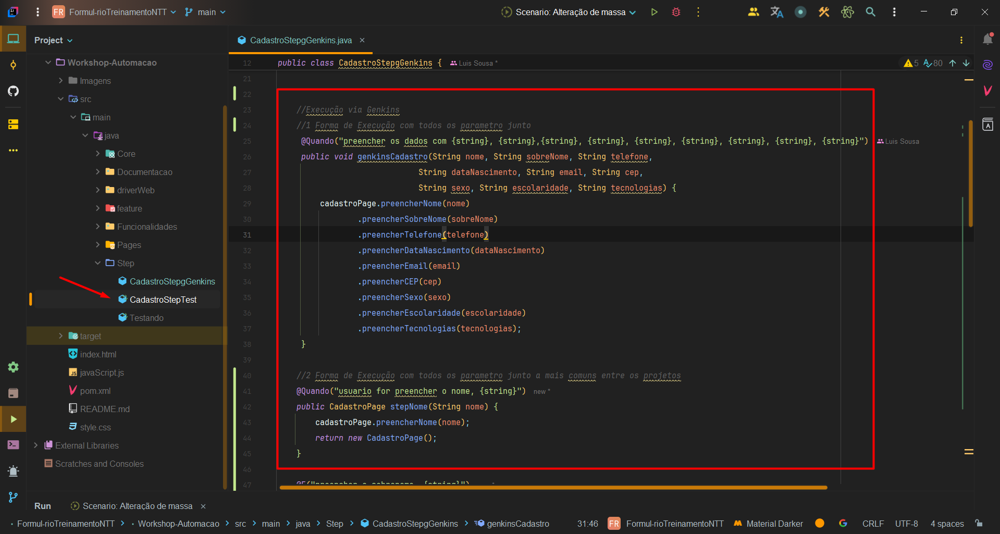 FR Formul-rioTreinamentoNTT main Scenario: Alteração de massa
Project
CadastroStepgGenkins.java
Workshop-Automacao
Imagens
src
main
java
Core
Documentacao
driverWeb
feature
Funcionalidades
Pages
Step
CadastroStepgGenkins
CadastroStepTest
Testando
target
index.html
javaScript.js
pom.xml
README.md
style.css
External Libraries
Scratches and Consoles
12 public class CadastroStepgGenkins { Luis Sousa * 5 80
21
22
23 //Execução via Genkins
24 //1 Forma de Execução com todos os parametro junto
25 @Quando("preencher os dados com {string}, {string},{string}, {string}, {string}, {string}, {string}, {string}, {string}") Luis Sousa
26 public void genkinsCadastro(String nome, String sobreNome, String telefone,
27 String dataNascimento, String email, String cep,
28 String sexo, String escolaridade, String tecnologias) {
29 cadastroPage.preencherNome(nome)
30 .preencherSobreNome(sobreNome)
31 .preencherTelefone(telefone)
32 .preencherDataNascimento(dataNascimento)
33 .preencherEmail(email)
34 .preencherCEP(cep)
35 .preencherSexo(sexo)
36 .preencherEscolaridade(escolaridade)
37 .preencherTecnologias(tecnologias);
38 }
39
40 //2 Forma de Execução com todos os parametro junto a mais comuns entre os projetos
41 @Quando("usuario for preencher o nome, {string}") new *
42 public CadastroPage stepNome(String nome) {
43 cadastroPage.preencherNome(nome);
44 return new CadastroPage();
45 }
46
47 @E("preencher o sobrenome, {string}")
Run Scenario: Alteração de massa
Formul-rioTreinamentoNTT Workshop-Automacao src main java Step CadastroStepgGenkins genkinsCadastro 31:46 FR Formul-rioTreinamentoNTT Material Darker CRLF UTF-8 4 spaces